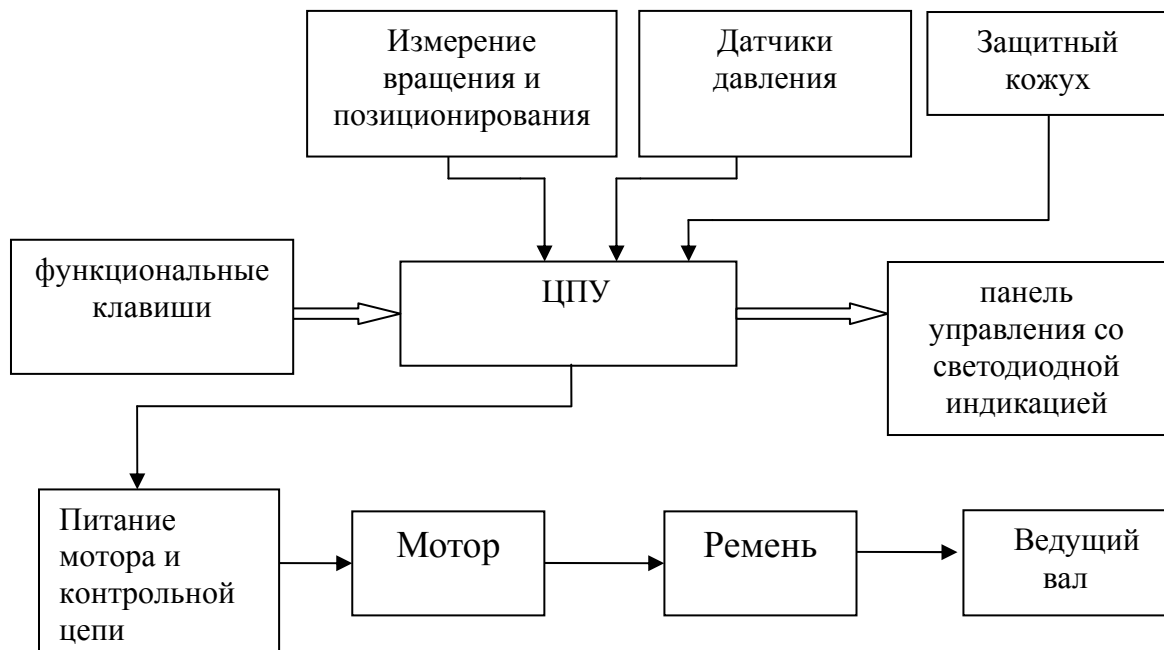 Измерение
вращения и
позиционирования
Датчики
давления
Защитный
кожух
функциональные
клавиши
ЦПУ
панель
управления со
светодиодной
индикацией
Питание
мотора и
контрольной
цепи
Мотор
Ремень
Ведущий
вал